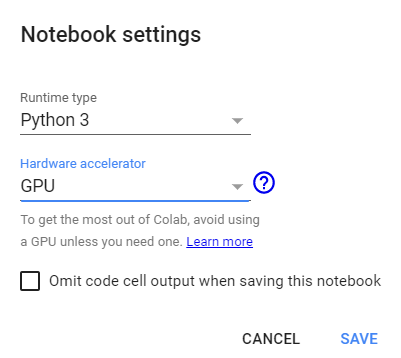 Notebook settings
Runtime type
Python 3
Hardware accelerator
GPU
?
To get the most out of Colab, avoid using
a GPU unless you need one. Learn more
Omit code cell output when saving this notebook
CANCEL SAVE